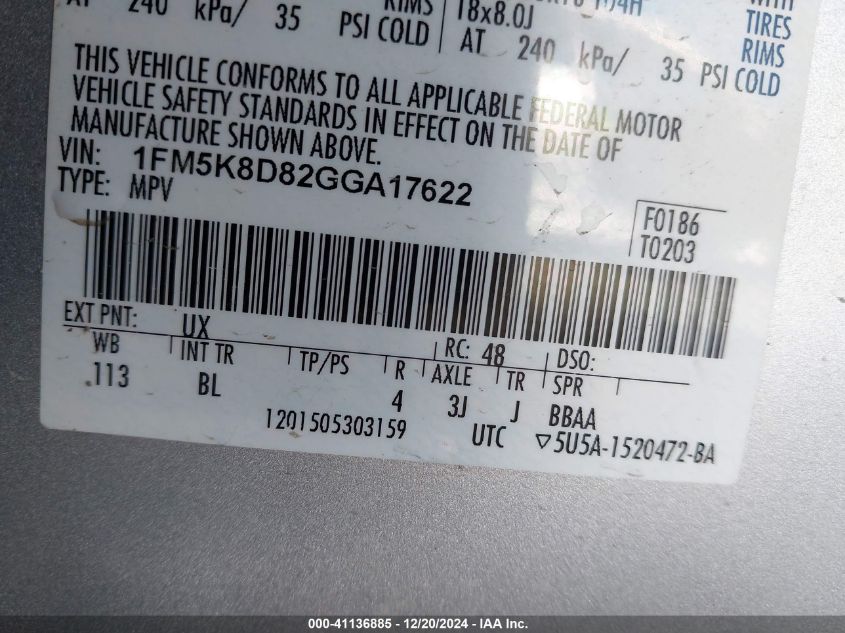 240 kPa/ 35 PSI COLD
RIMS 18x8.0J
AT 240 kPa/ 35 PSI COLD
WITH TIRES RIMS
THIS VEHICLE CONFORMS TO ALL APPLICABLE FEDERAL MOTOR
VEHICLE SAFETY STANDARDS IN EFFECT ON THE DATE OF
MANUFACTURE SHOWN ABOVE.
VIN: 1FM5K8D82GGA17622
TYPE: MPV
F0186
T0203
EXT PNT: UX RC: 48 DSO:
WB INT TR TP/PS R AXLE TR SPR
113 BL 4 3J J BBAA
1201505303159 UTC ▽5U5A-1520472-BA
000-41136885 - 12/20/2024 - IAA Inc.